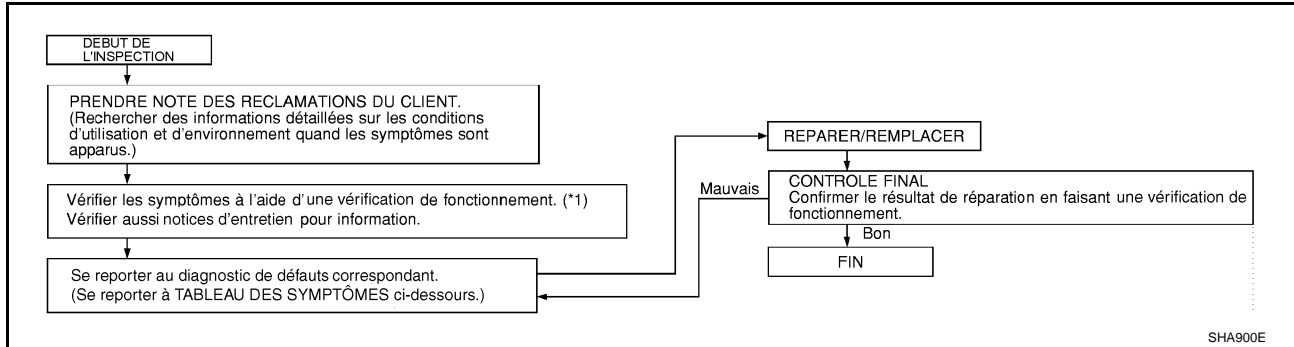 DEBUT DE
L'INSPECTION
PRENDRE NOTE DES RECLAMATIONS DU CLIENT.
(Rechercher des informations détaillées sur les conditions
d'utilisation et d'environnement quand les symptômes sont
apparus.)
Vérifier les symptômes à l'aide d'une vérification de fonctionnement. (*1)
Vérifier aussi notices d'entretien pour information.
Se reporter au diagnostic de défauts correspondant.
(Se reporter à TABLEAU DES SYMPTÔMES ci-dessours.)
REPARER/REMPLACER
Mauvais
CONTROLE FINAL
Confirmer le résultat de réparation en faisant une vérification de
fonctionnement.
Bon
FIN
SHA900E